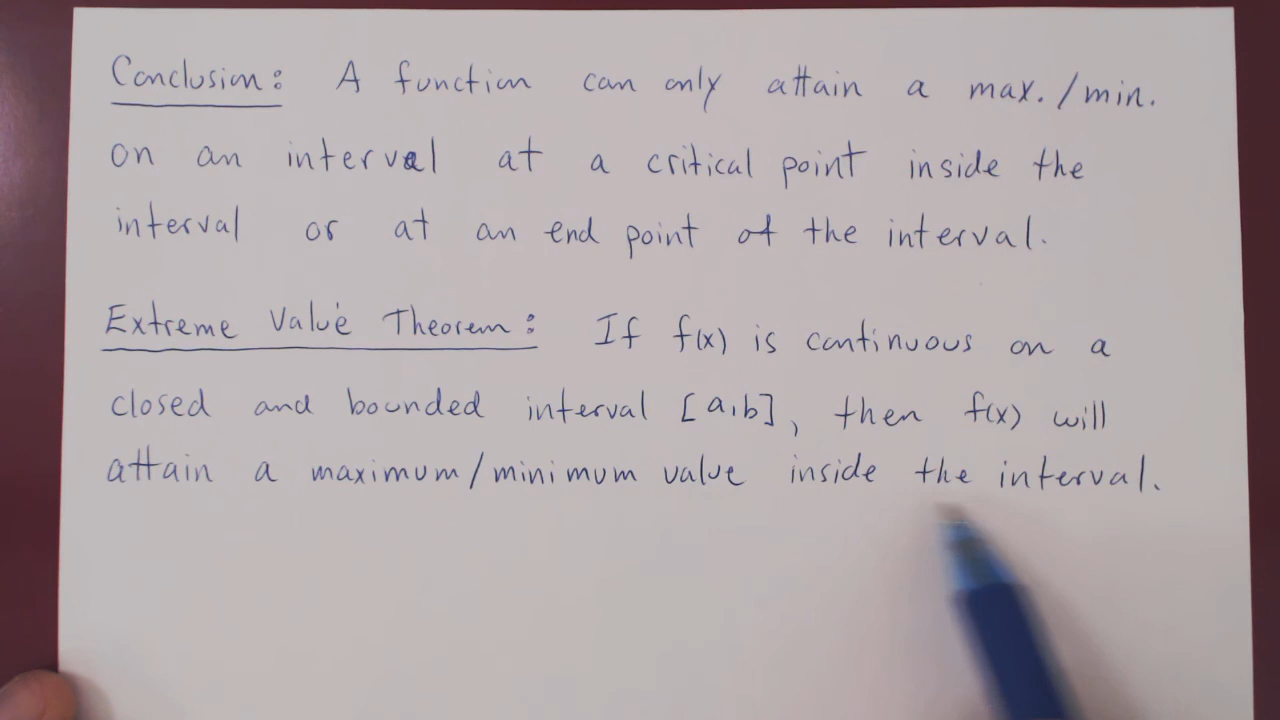 Conclusion: A function can only attain a max./min.
on an interval at a critical point inside the
interval or at an end point of the interval.
Extreme Value Theorem: If f(x) is continuous on a
closed and bounded interval [a,b], then f(x) will
attain a maximum/minimum value inside the interval.